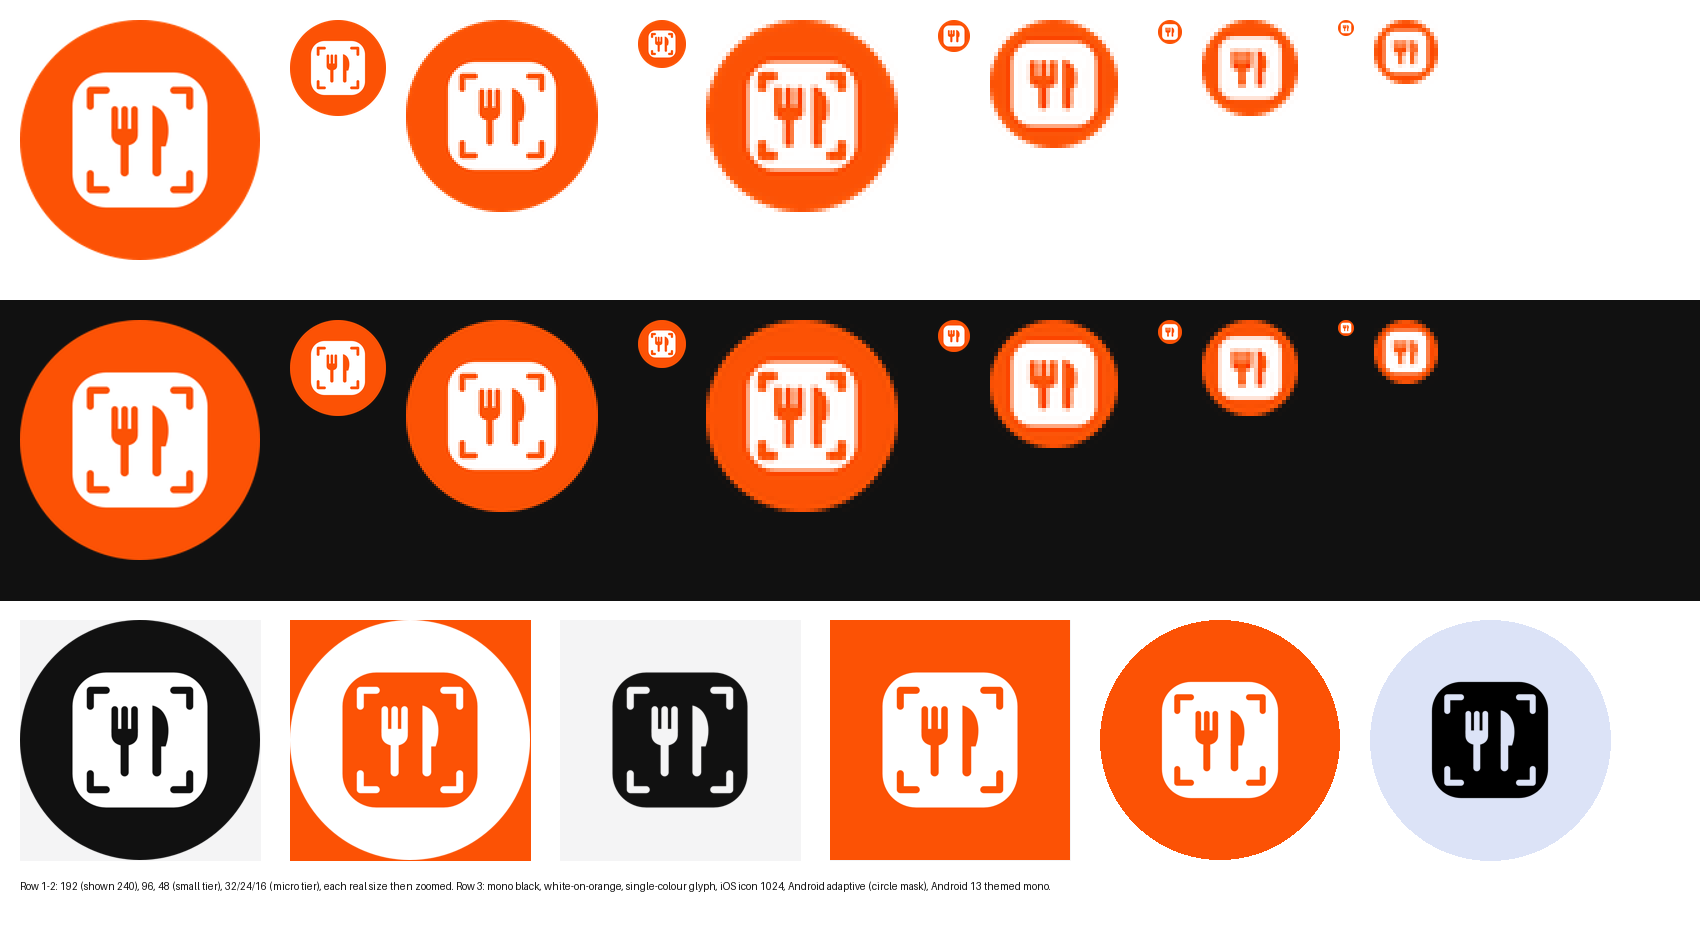 Row 1-2: 192 (shown 240), 96, 48 (small tier), 32/24/16 (micro tier), each real size then zoomed. Row 3: mono black, white-on-orange, single-colour glyph, iOS icon 1024, Android adaptive (circle mask), Android 13 themed mono.